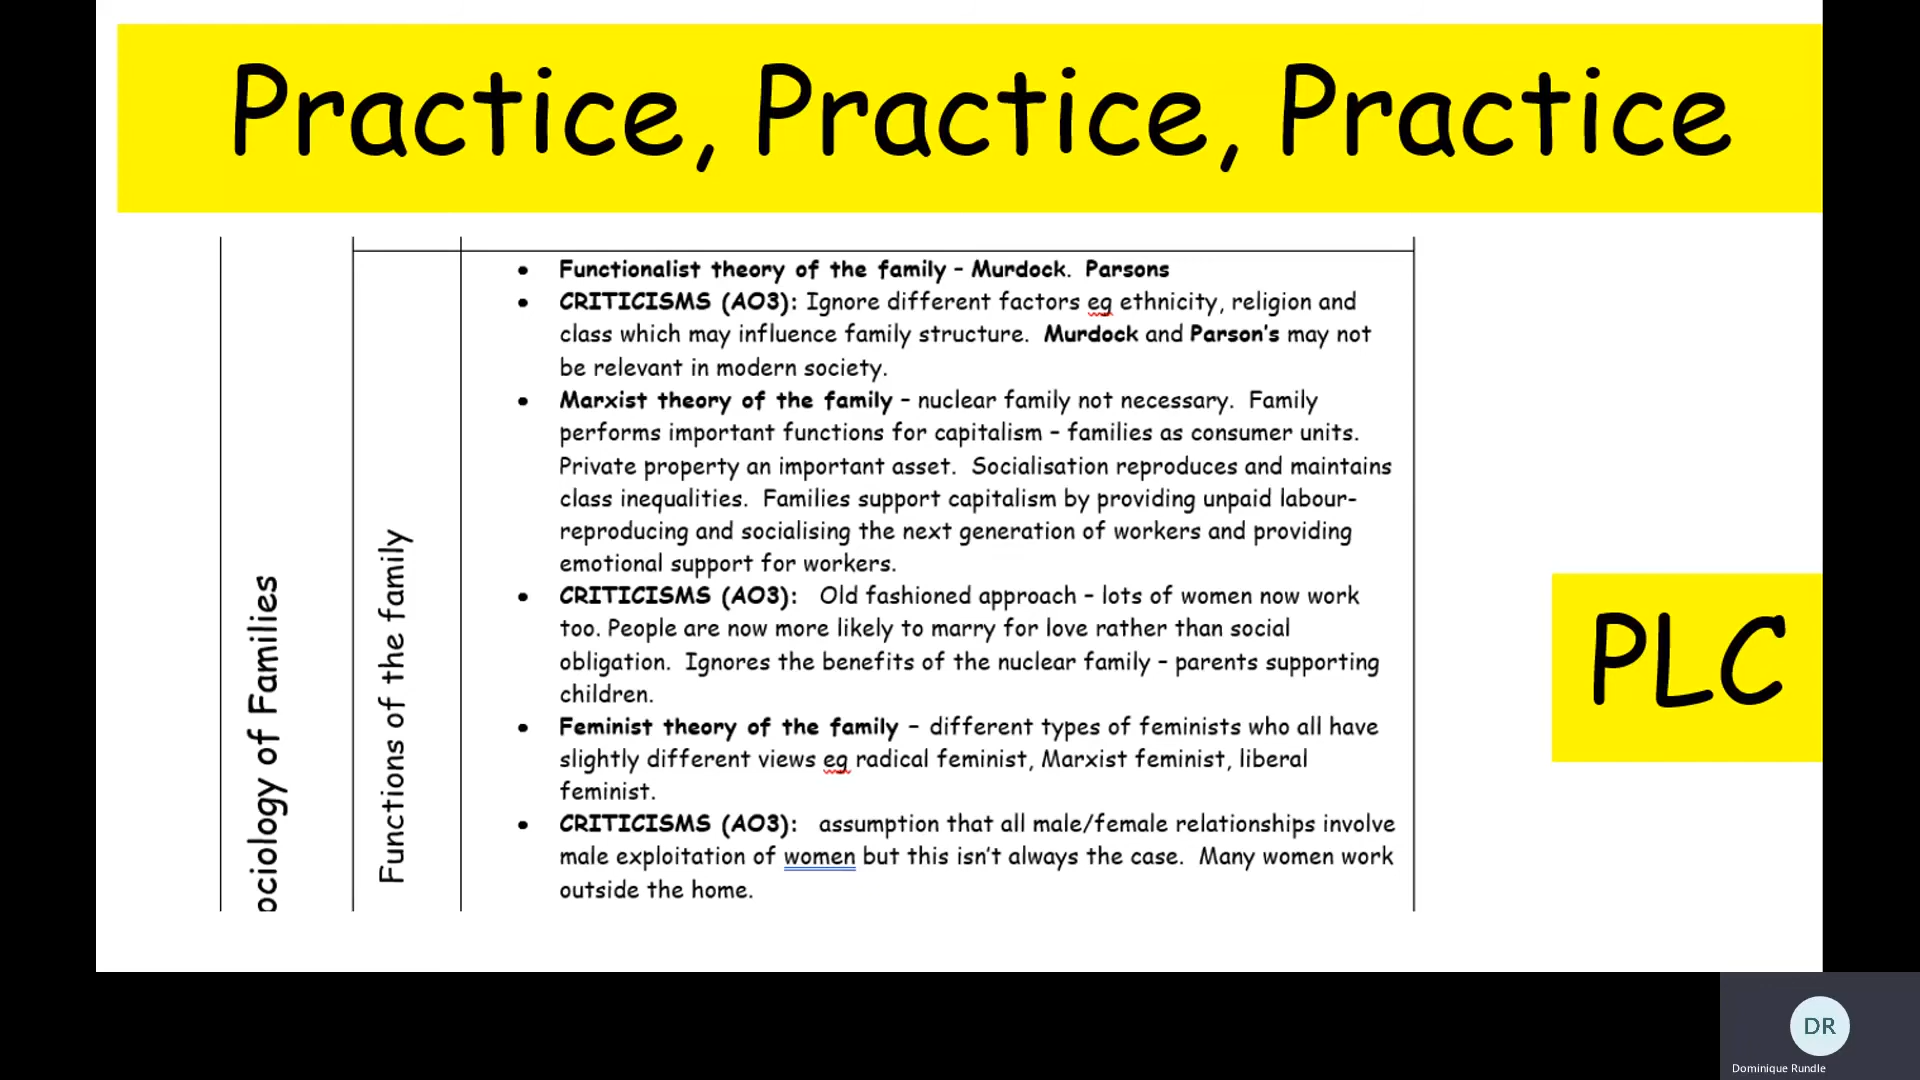 Practice, Practice, Practice
Functionalist theory of the family – Murdock. Parsons
CRITICISMS (AO3): Ignore different factors eg ethnicity, religion and
class which may influence family structure. Murdock and Parson's may not
be relevant in modern society.
Marxist theory of the family – nuclear family not necessary. Family
performs important functions for capitalism – families as consumer units.
Private property an important asset. Socialisation reproduces and maintains
class inequalities. Families support capitalism by providing unpaid labour-
reproducing and socialising the next generation of workers and providing
emotional support for workers.
CRITICISMS (AO3): Old fashioned approach – lots of women now work
too. People are now more likely to marry for love rather than social
obligation. Ignores the benefits of the nuclear family – parents supporting
children.
Feminist theory of the family – different types of feminists who all have
slightly different views eg radical feminist, Marxist feminist, liberal
feminist.
CRITICISMS (AO3): assumption that all male/female relationships involve
male exploitation of women but this isn't always the case. Many women work
outside the home.
ociology of Families
Functions of the family
PLC
DR
Dominique Rundle